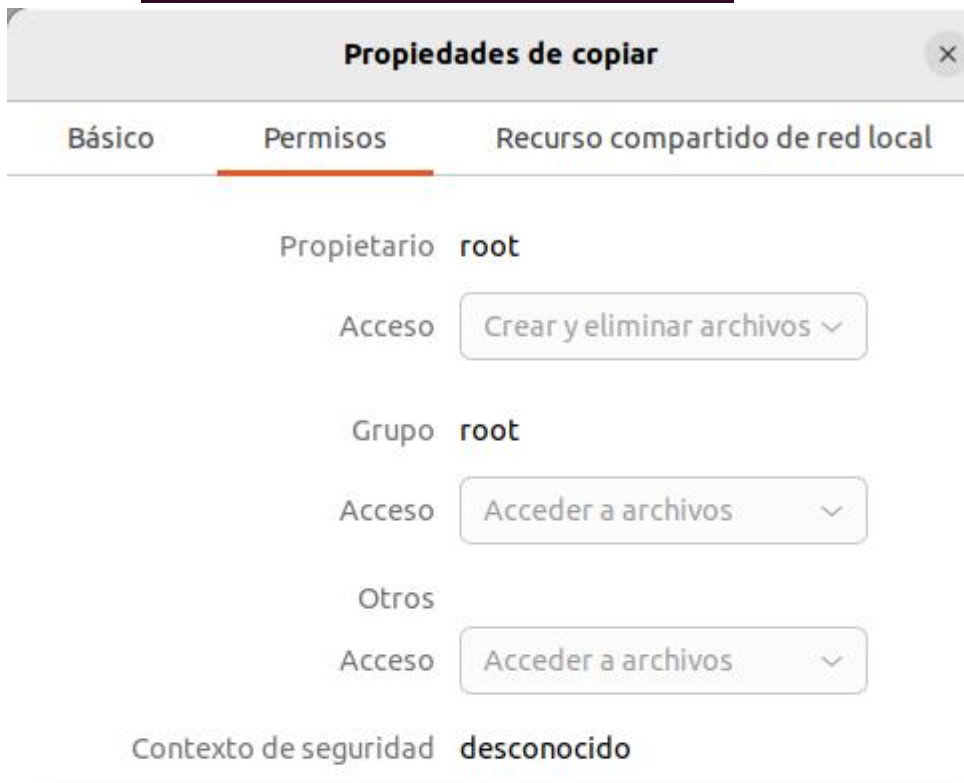 Propiedades de copiar
Básico Permisos Recurso compartido de red local
Propietario root
Acceso Crear y eliminar archivos
Grupo root
Acceso Acceder a archivos
Otros
Acceso Acceder a archivos
Contexto de seguridad desconocido